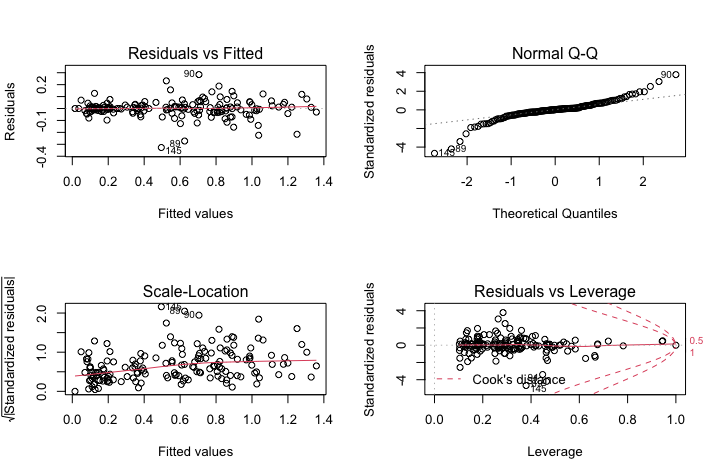 Residuals vs Fitted
Residuals
0.2
-0.1
-0.4
90
89
145
0.0 0.2 0.4 0.6 0.8 1.0 1.2 1.4
Fitted values
Normal Q-Q
Standardized residuals
4
2
0
-4
90
145
89
-2 -1 0 1 2
Theoretical Quantiles
Scale-Location
√|Standardized residuals|
2.0
1.0
0.0
145
89
90
0.0 0.2 0.4 0.6 0.8 1.0 1.2 1.4
Fitted values
Residuals vs Leverage
Standardized residuals
4
2
0
-4
0.5
1
Cook's distance
145
0.0 0.2 0.4 0.6 0.8 1.0
Leverage